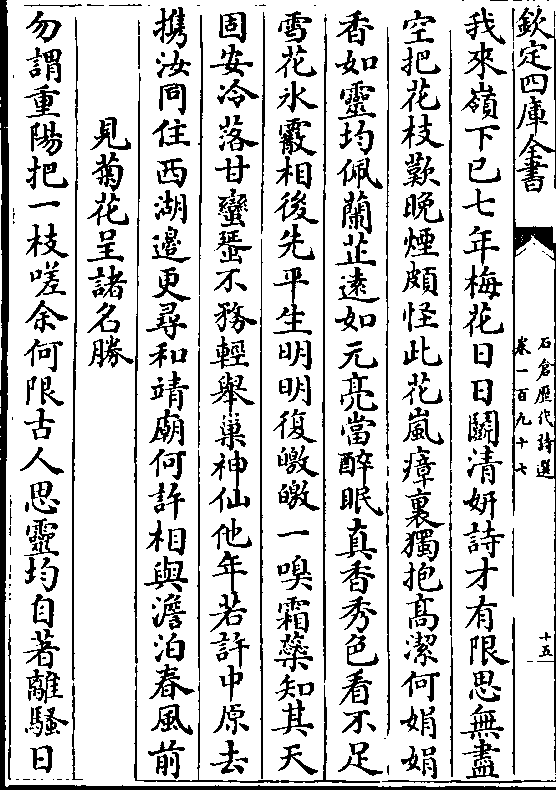 欽定四庫全書
石倉歷代詩選
卷一百九十七
十五
我來嶺下已七年梅花日日鬬清妍詩才有限思無盡
空把花枝歎晚煙頗怪此花嵐瘴裏獨抱高潔何娟娟
香如靈均佩蘭芷遠如元亮當醉眠真香秀色看不足
雪花氷霰相後先平生明明復皦皦一嗅霜蘂知其天
固安冷落甘蠻蜑不務輕舉巢神仙他年若許中原去
携汝同住西湖邉更尋和靖廟何許相與澹泊春風前
見菊花呈諸名勝
勿謂重陽把一枝嗟余何限古人思靈均自著離騷日